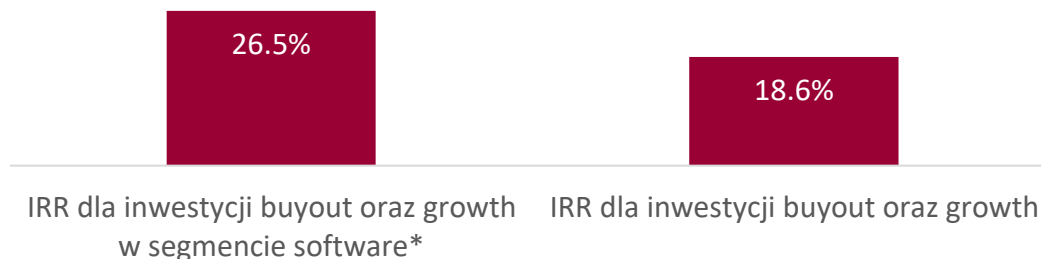 26.5%
18.6%
IRR dla inwestycji buyout oraz growth
w segmencie software*
IRR dla inwestycji buyout oraz growth